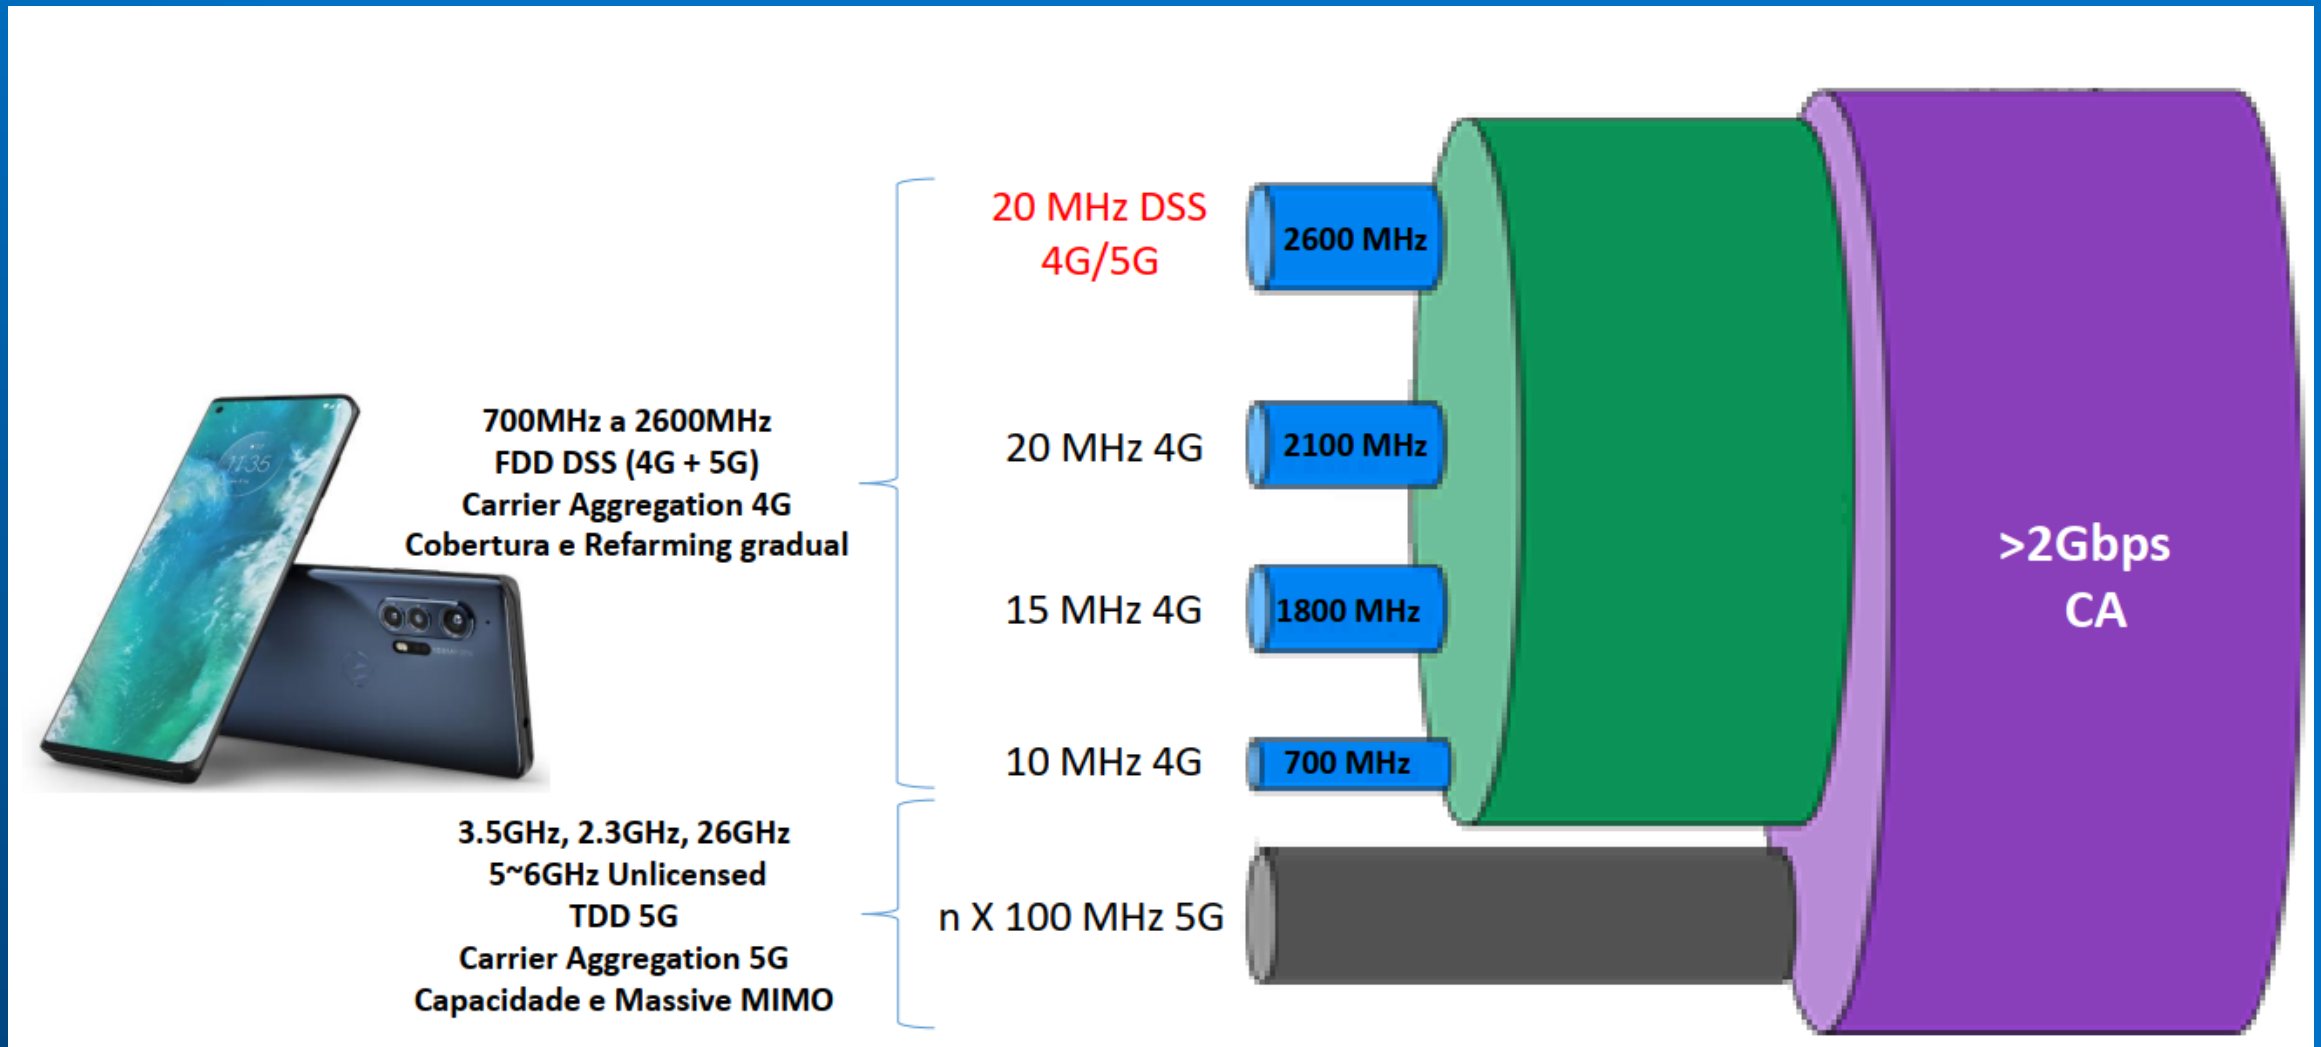 20 MHz DSS
4G/5G
2600 MHz
20 MHz 4G
2100 MHz
15 MHz 4G
1800 MHz
10 MHz 4G
700 MHz
n X 100 MHz 5G
700MHz a 2600MHz
FDD DSS (4G + 5G)
Carrier Aggregation 4G
Cobertura e Refarming gradual
3.5GHz, 2.3GHz, 26GHz
5~6GHz Unlicensed
TDD 5G
Carrier Aggregation 5G
Capacidade e Massive MIMO
>2Gbps
CA
11:35